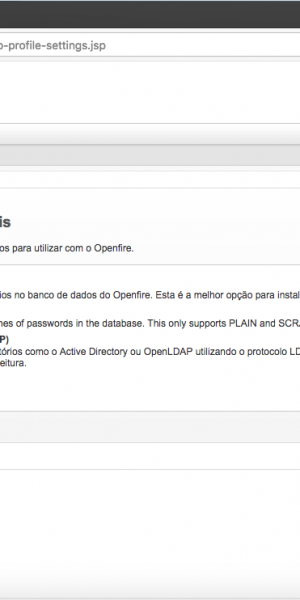 -profile-settings.jsp
is
os para utilizar com o Openfire.
ios no banco de dados do Openfire. Esta é a melhor opção para instal
nes of passwords in the database. This only supports PLAIN and SCRA
P)
tórios como o Active Directory ou OpenLDAP utilizando o protocolo LD
eitura.